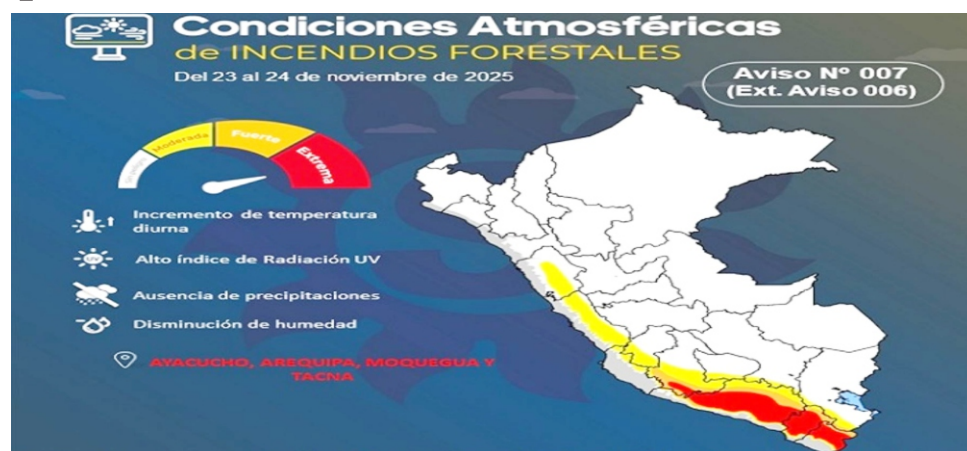 Condiciones Atmosféricas
de INCENDIOS FORESTALES
Del 23 al 24 de noviembre de 2025
Aviso Nº 007
(Ext. Aviso 006)
Moderada
Fuerte
Extrema
Incremento de temperatura
diurna
Alto índice de Radiación UV
Ausencia de precipitaciones
Disminución de humedad
AYACUCHO, AREQUIPA, MOQUEGUA Y
TACNA